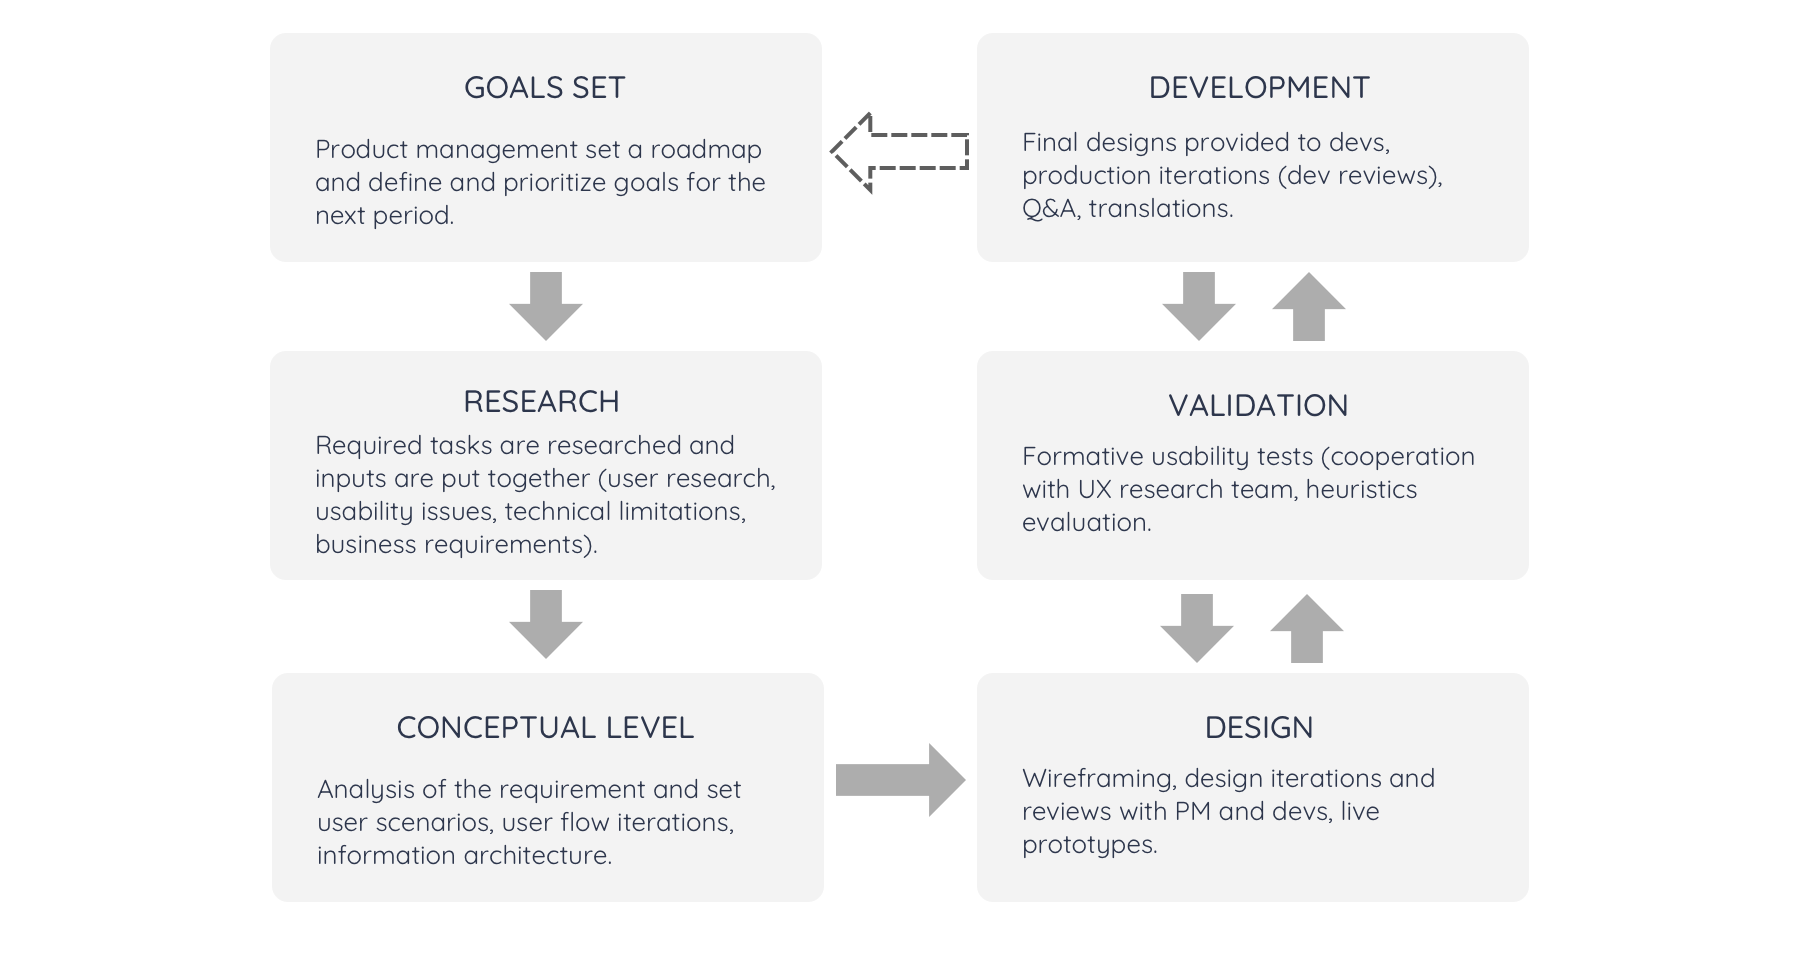 GOALS SET
Product management set a roadmap
and define and prioritize goals for the
next period.
RESEARCH
Required tasks are researched and
inputs are put together (user research,
usability issues, technical limitations,
business requirements).
CONCEPTUAL LEVEL
Analysis of the requirement and set
user scenarios, user flow iterations,
information architecture.
DESIGN
Wireframing, design iterations and
reviews with PM and devs, live
prototypes.
VALIDATION
Formative usability tests (cooperation
with UX research team, heuristics
evaluation.
DEVELOPMENT
Final designs provided to devs,
production iterations (dev reviews),
Q&A, translations.